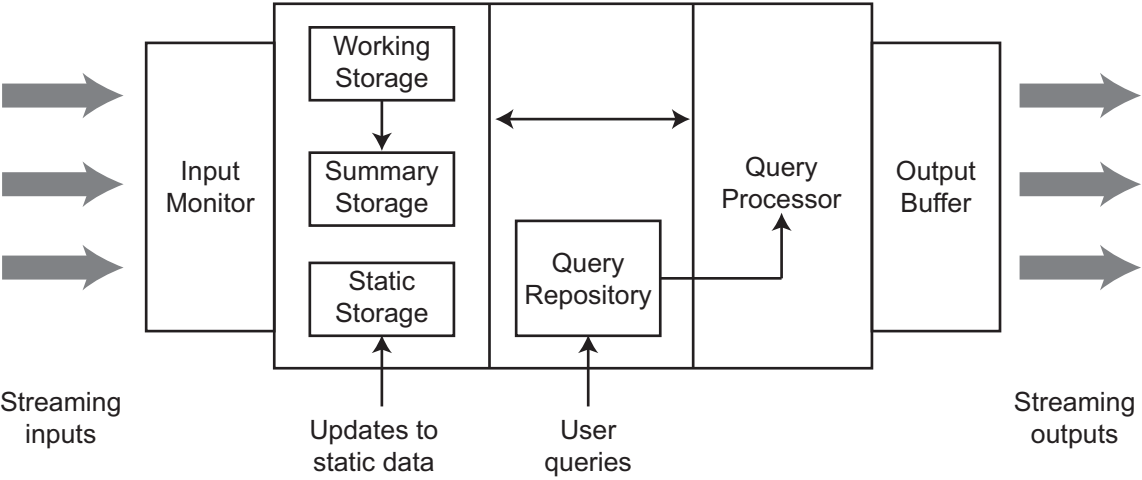 Working
Storage
Summary
Storage
Static
Storage
Input
Monitor
Query
Repository
Query
Processor
Output
Buffer
Streaming
inputs
Updates to
static data
User
queries
Streaming
outputs